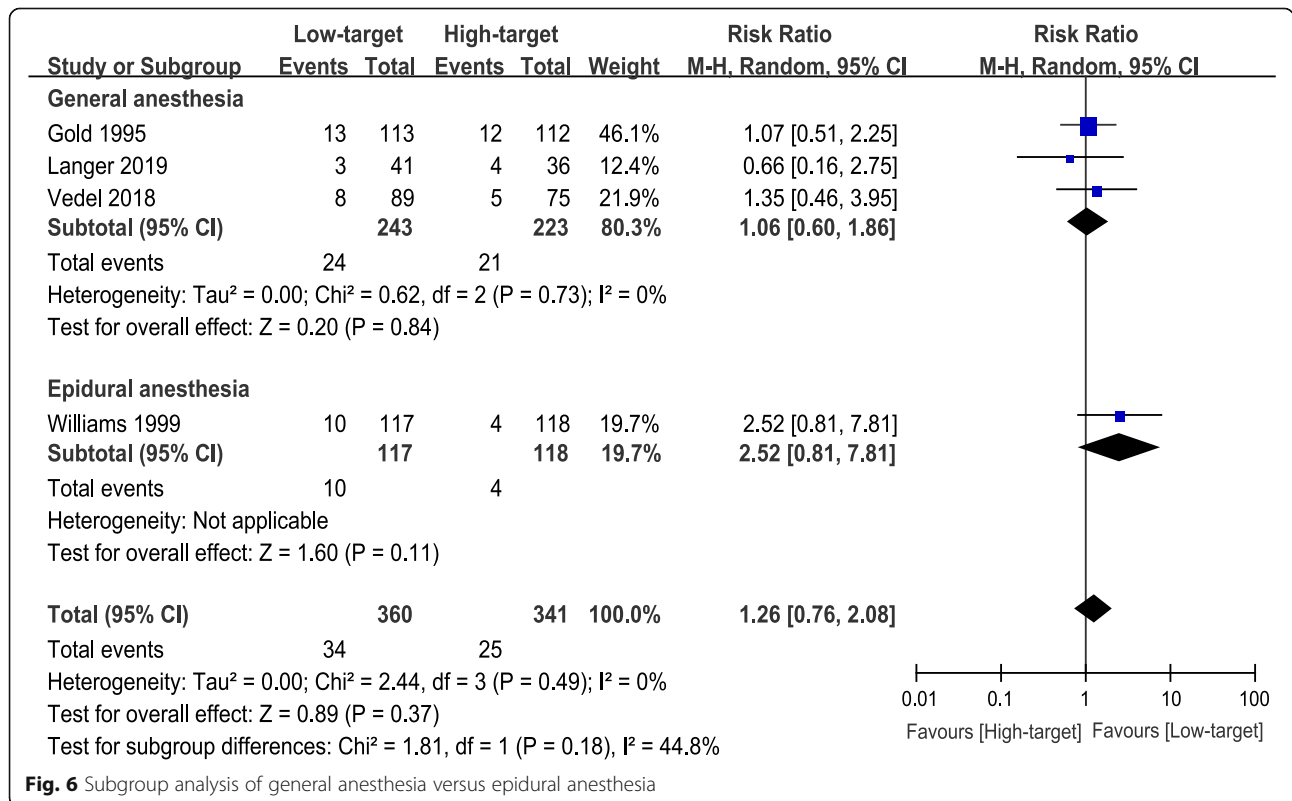 Low-target High-target Risk Ratio Risk Ratio
Study or Subgroup Events Total Events Total Weight M-H, Random, 95% CI M-H, Random, 95% CI
General anesthesia
Gold 1995 13 113 12 112 46.1% 1.07 [0.51, 2.25]
Langer 2019 3 41 4 36 12.4% 0.66 [0.16, 2.75]
Vedel 2018 8 89 5 75 21.9% 1.35 [0.46, 3.95]
Subtotal (95% CI) 243 223 80.3% 1.06 [0.60, 1.86]
Total events 24 21
Heterogeneity: Tau² = 0.00; Chi² = 0.62, df = 2 (P = 0.73); I² = 0%
Test for overall effect: Z = 0.20 (P = 0.84)
Epidural anesthesia
Williams 1999 10 117 4 118 19.7% 2.52 [0.81, 7.81]
Subtotal (95% CI) 117 118 19.7% 2.52 [0.81, 7.81]
Total events 10 4
Heterogeneity: Not applicable
Test for overall effect: Z = 1.60 (P = 0.11)
Total (95% CI) 360 341 100.0% 1.26 [0.76, 2.08]
Total events 34 25
Heterogeneity: Tau² = 0.00; Chi² = 2.44, df = 3 (P = 0.49); I² = 0%
Test for overall effect: Z = 0.89 (P = 0.37)
Test for subgroup differences: Chi² = 1.81, df = 1 (P = 0.18), I² = 44.8%
0.01 0.1 1 10 100
Favours [High-target] Favours [Low-target]
Fig. 6 Subgroup analysis of general anesthesia versus epidural anesthesia